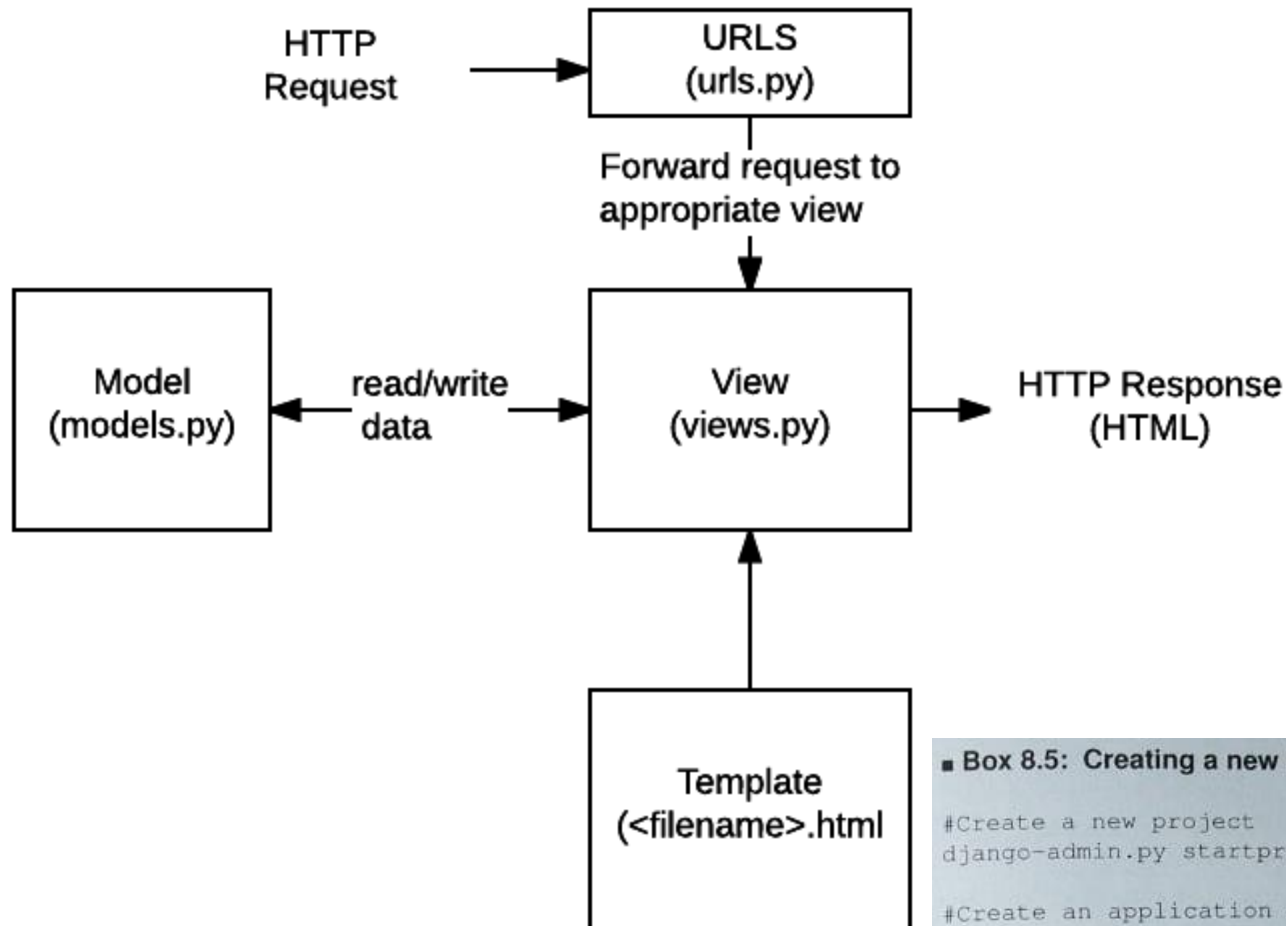 HTTP
Request
URLS
(urls.py)
Forward request to
appropriate view
Model
(models.py)
read/write
data
View
(views.py)
HTTP Response
(HTML)
Template
(<filename>.html
■ Box 8.5: Creating a new
#Create a new project
django-admin.py startpr
#Create an application